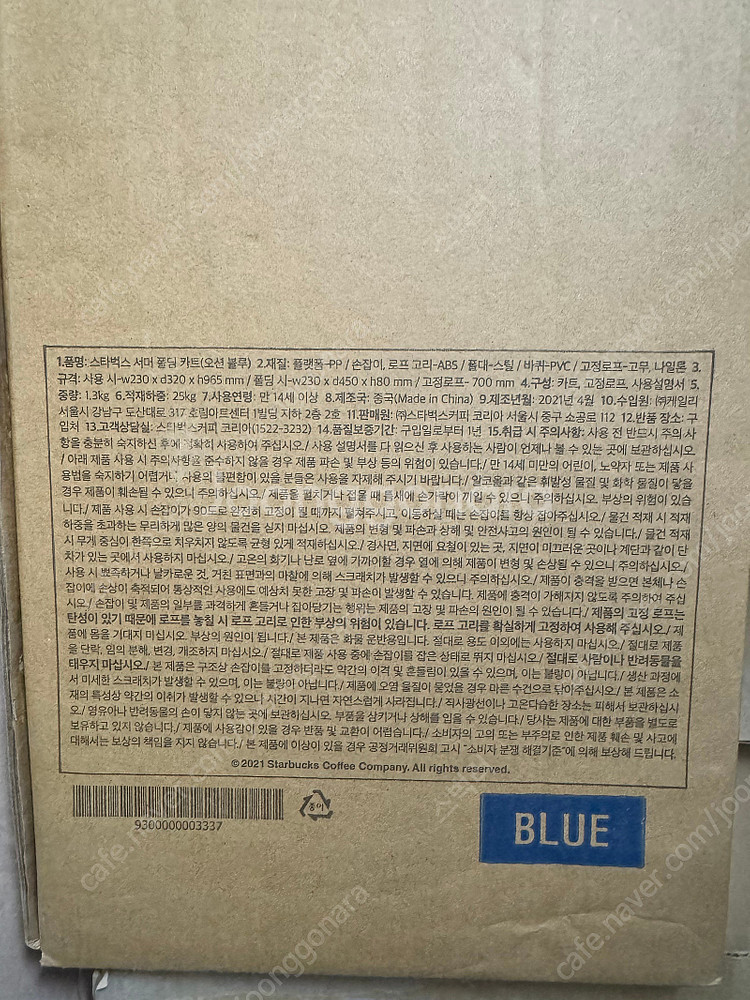 1.품명: 스타벅스 서머 폴딩 카트(오션 블루) 2.재질: 플랫폼-PP / 손잡이, 로프 고리-ABS / 폴대-스틸 / 바퀴-PVC / 고정로프-고무, 나일론 3.
규격: 사용 시-w230 x d320 x h965 mm / 폴딩 시-w230 x d450 x h80 mm / 고정로프- 700 mm 4.구성: 카트, 고정로프, 사용설명서 5.
중량: 1.3kg 6.적재하중: 25kg 7.사용연령: 만 14세 이상 8.제조국: 중국(Made in China) 9.제조년월: 2021년 4월 10.수입원: ㈜케일리
서울시 강남구 도산대로 317 호림아트센터 1빌딩 지하 2층 2호 11.판매원: ㈜스타벅스커피 코리아 서울시 중구 소공로 112 12.반품 장소: 구
입처 13.고객상담실: 스타벅스커피 코리아(1522-3232) 14.품질보증기간: 구입일로부터 1년 15.취급 시 주의사항: 사용 전 반드시 주의 사
항을 충분히 숙지하신 후에 정확히 사용하여 주십시오./ 사용 설명서를 다 읽으신 후 사용하는 사람이 언제나 볼 수 있는 곳에 보관하십시오.
/ 아래 제품 사용 시 주의사항을 준수하지 않을 경우 제품 파손 및 부상 등의 위험이 있습니다./ 만 14세 미만의 어린이, 노약자 또는 제품 사
용법을 숙지하기 어렵거나 사용의 불편함이 있을 분들은 사용을 자제해 주시기 바랍니다./ 알코올과 같은 휘발성 물질 및 화학 물질이 닿을
경우 제품이 훼손될 수 있으니 주의하십시오./ 제품을 펼치거나 접을 때 틈새에 손가락이 끼일 수 있으니 주의하십시오. 부상의 위험이 있습
니다./ 제품 사용 시 손잡이가 90도로 완전히 고정이 될 때까지 펼쳐주시고, 이동하실 때는 손잡이를 항상 잡아주십시오./ 물건 적재 시 적재
하중을 초과하는 무리하게 많은 양의 물건을 싣지 마십시오. 제품의 변형 및 파손과 상해 및 안전사고의 원인이 될 수 있습니다./ 물건 적재
시 무게 중심이 한쪽으로 치우치지 않도록 균형 있게 적재하십시오./ 경사면, 지면에 요철이 있는 곳, 지면이 미끄러운 곳이나 계단과 같이 단
차가 있는 곳에서 사용하지 마십시오./ 고온의 화기나 난로 옆에 가까이할 경우 열에 의해 제품이 변형 및 손상될 수 있으니 주의하십시오./
사용 시 뾰족하거나 날카로운 것, 거친 표면과의 마찰에 의해 스크래치가 발생할 수 있으니 주의하십시오./ 제품이 충격을 받으면 본체나 손
잡이에 손상이 축적되어 통상적인 사용에도 예상치 못한 고장 및 파손이 발생할 수 있습니다. 제품에 충격이 가해지지 않도록 주의하여 주십
시오./ 손잡이 및 제품의 일부를 과격하게 흔들거나 잡아당기는 행위는 제품의 고장 및 파손의 원인이 될 수 있습니다./ 제품의 고정 로프는
탄성이 있기 때문에 로프를 놓칠 시 로프 고리로 인한 부상의 위험이 있습니다. 로프 고리를 확실하게 고정하여 사용해 주십시오./ 제
품에 몸을 기대지 마십시오. 부상의 원인이 됩니다./ 본 제품은 화물 운반용입니다. 절대로 용도 이외에는 사용하지 마십시오./ 절대로 제품
을 단락, 임의 분해, 변경, 개조하지 마십시오./ 절대로 제품 사용 중에 손잡이를 잡은 상태로 뛰지 마십시오./ 절대로 사람이나 반려동물을
태우지 마십시오./ 본 제품은 구조상 손잡이를 고정하더라도 약간의 이격 및 흔들림이 있을 수 있으며, 이는 불량이 아닙니다./ 생산 과정에
서 미세한 스크래치가 발생할 수 있으며, 이는 불량이 아닙니다./ 제품에 오염 물질이 묻었을 경우 마른 수건으로 닦아주십시오./ 본 제품은 소
재의 특성상 약간의 이취가 발생할 수 있으니 시간이 지나면 자연스럽게 사라집니다./ 직사광선이나 고온다습한 장소는 피해서 보관하십시
오./ 영유아나 반려동물의 손이 닿지 않는 곳에 보관하십시오. 부품을 삼키거나 상해를 입을 수 있습니다./ 당사는 제품에 대한 부품을 별도로
보유하고 있지 않습니다./ 제품에 사용감이 있을 경우 반품 및 교환이 어렵습니다./ 소비자의 고의 또는 부주의로 인한 제품 훼손 및 사고에
대해서는 보상의 책임을 지지 않습니다./ 본 제품에 이상이 있을 경우 공정거래위원회 고시 “소비자 분쟁 해결기준”에 의해 보상해 드립니다.
©2021 Starbucks Coffee Company. All rights reserved.
9300000003337
종이
BLUE
cafe.naver.com/joonggonara